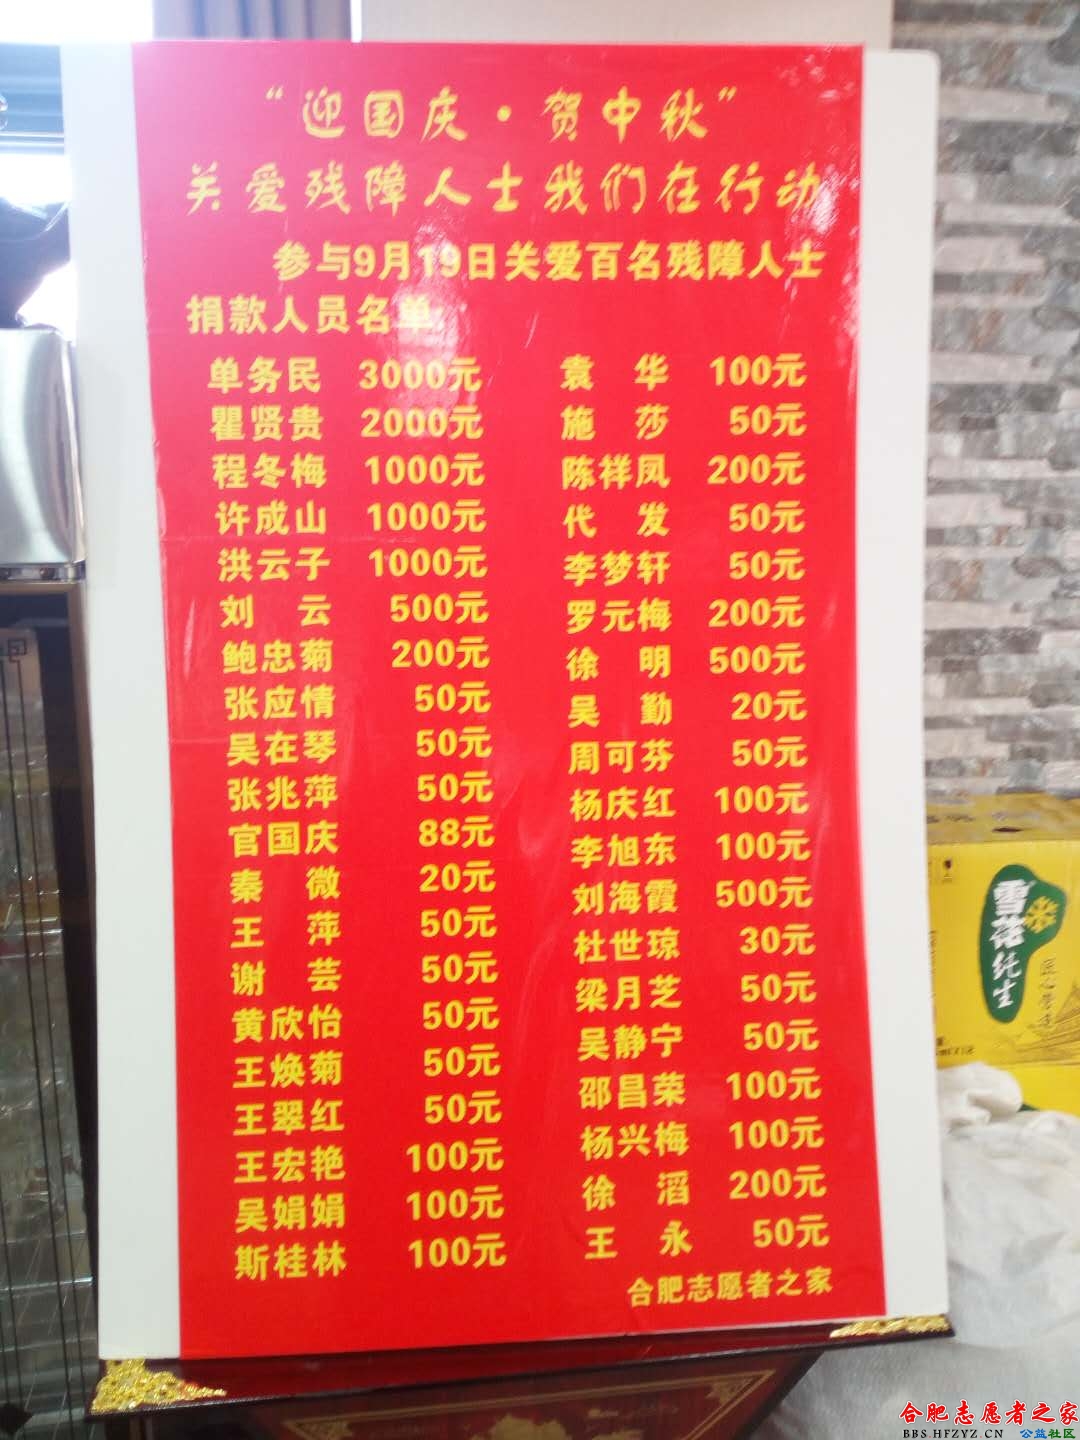 “迎国庆·贺中秋”
关爱残障人士我们在行动
参与9月19日关爱百名残障人士
捐款人员名单
单务民 3000元
瞿贤贵 2000元
程冬梅 1000元
许成山 1000元
洪云子 1000元
刘云 500元
鲍忠菊 200元
张应情 50元
吴在琴 50元
张兆萍 50元
官国庆 88元
秦微 20元
王萍 50元
谢芸 50元
黄欣怡 50元
王焕菊 50元
王翠红 50元
王宏艳 100元
吴娟娟 100元
斯桂林 100元
袁华 100元
施莎 50元
陈祥凤 200元
代发 50元
李梦轩 50元
罗元梅 200元
徐明 500元
吴勤 20元
周可芬 50元
杨庆红 100元
李旭东 100元
刘海霞 500元
杜世琼 30元
梁月芝 50元
吴静宁 50元
邵昌荣 100元
杨兴梅 100元
徐滔 200元
王永 50元
合肥志愿者之家
雪花纯生
匠心营造
合肥志愿者之家
BBS.HFZYZ.CN 公益社区